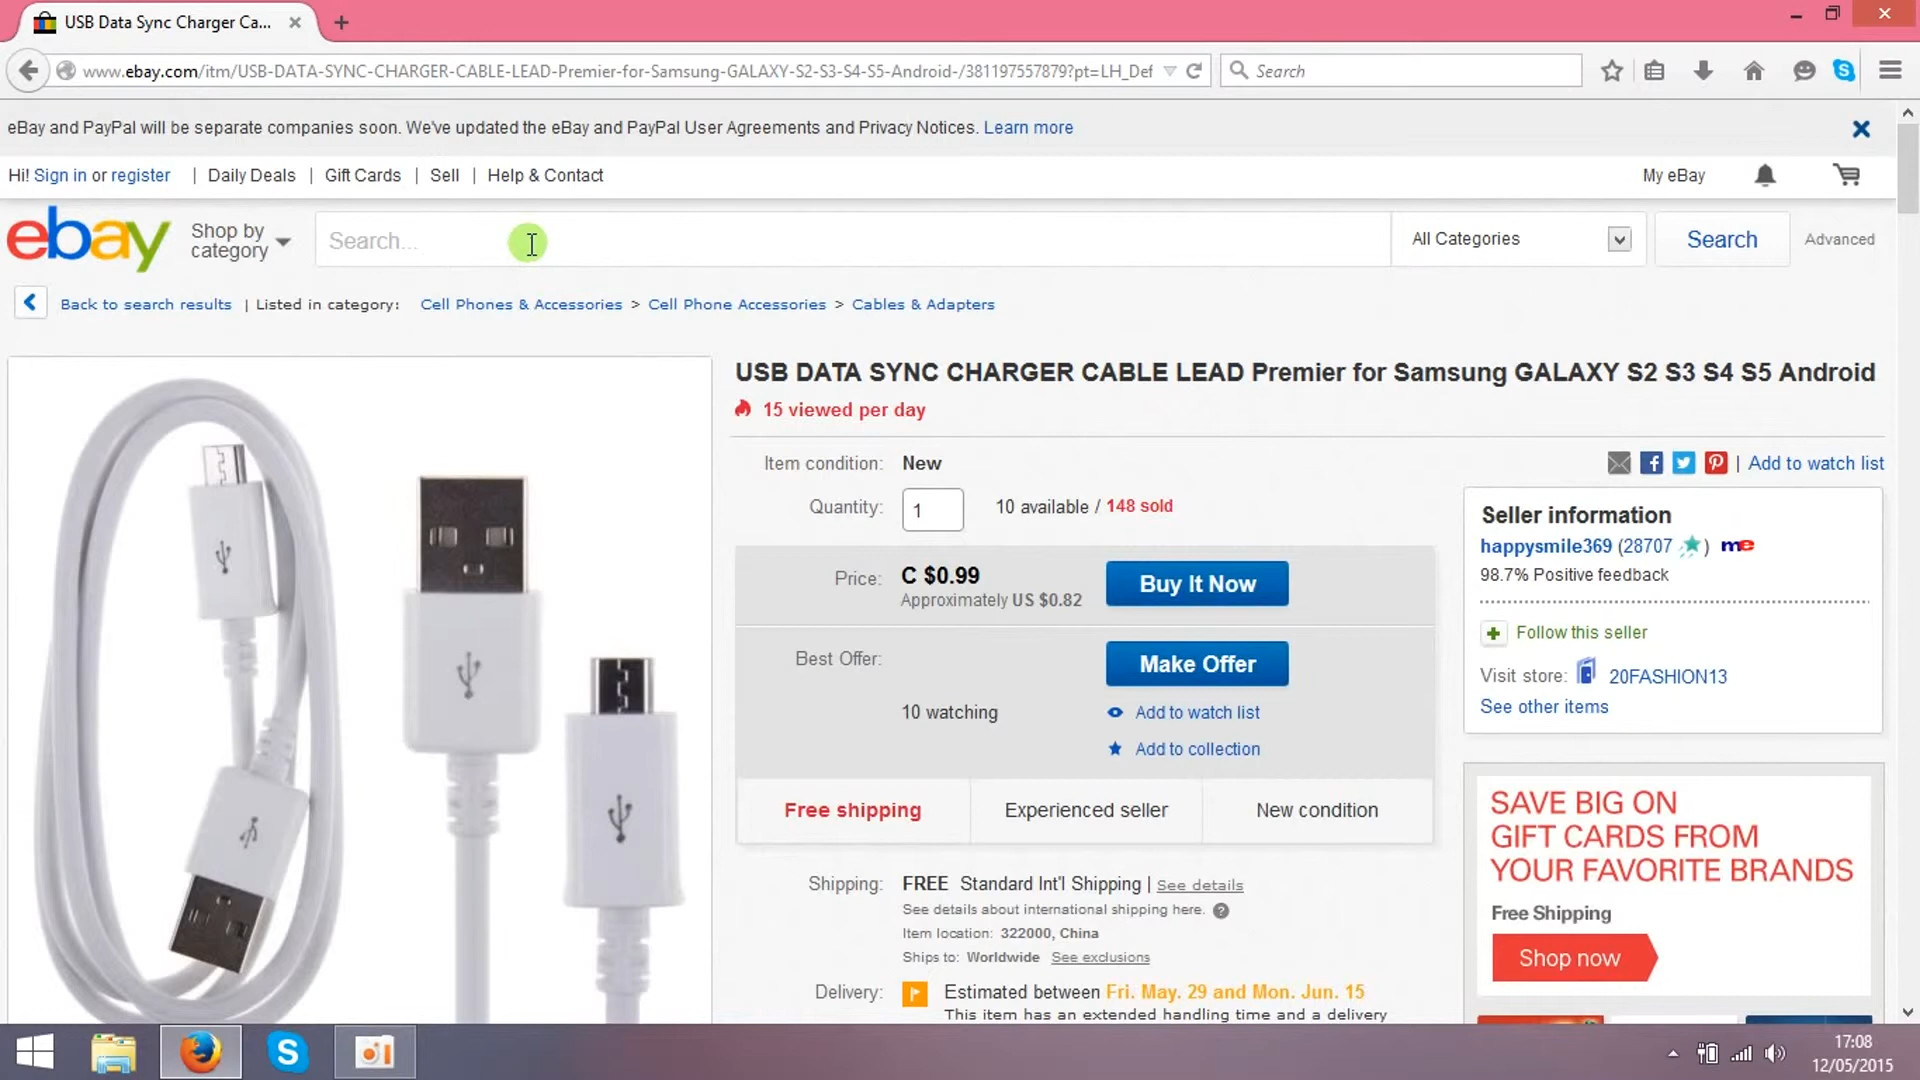 USB Data Sync Charger Ca...
www.ebay.com/itm/USB-DATA-SYNC-CHARGER-CABLE-LEAD-Premier-for-Samsung-GALAXY-S2-S3-S4-S5-Android-/381197557879?pt=LH_Def
Search
eBay and PayPal will be separate companies soon. We've updated the eBay and PayPal User Agreements and Privacy Notices. Learn more
Hi! Sign in or register | Daily Deals | Gift Cards | Sell | Help & Contact
My eBay
ebay
Shop by category
Search...
All Categories
Search
Advanced
Back to search results | Listed in category: Cell Phones & Accessories > Cell Phone Accessories > Cables & Adapters
USB DATA SYNC CHARGER CABLE LEAD Premier for Samsung GALAXY S2 S3 S4 S5 Android
15 viewed per day
Item condition: New
| Add to watch list
Quantity: 1 10 available / 148 sold
Price: C $0.99
Approximately US $0.82
Buy It Now
Best Offer:
Make Offer
10 watching
Add to watch list
Add to collection
Free shipping
Experienced seller
New condition
Shipping: FREE Standard Int'l Shipping | See details
See details about international shipping here.
Item location: 322000, China
Ships to: Worldwide See exclusions
Delivery: Estimated between Fri. May. 29 and Mon. Jun. 15
This item has an extended handling time and a delivery
Seller information
happysmile369 (28707 ) me
98.7% Positive feedback
Follow this seller
Visit store: 20FASHION13
See other items
SAVE BIG ON
GIFT CARDS FROM
YOUR FAVORITE BRANDS
Free Shipping
Shop now
17:08
12/05/2015